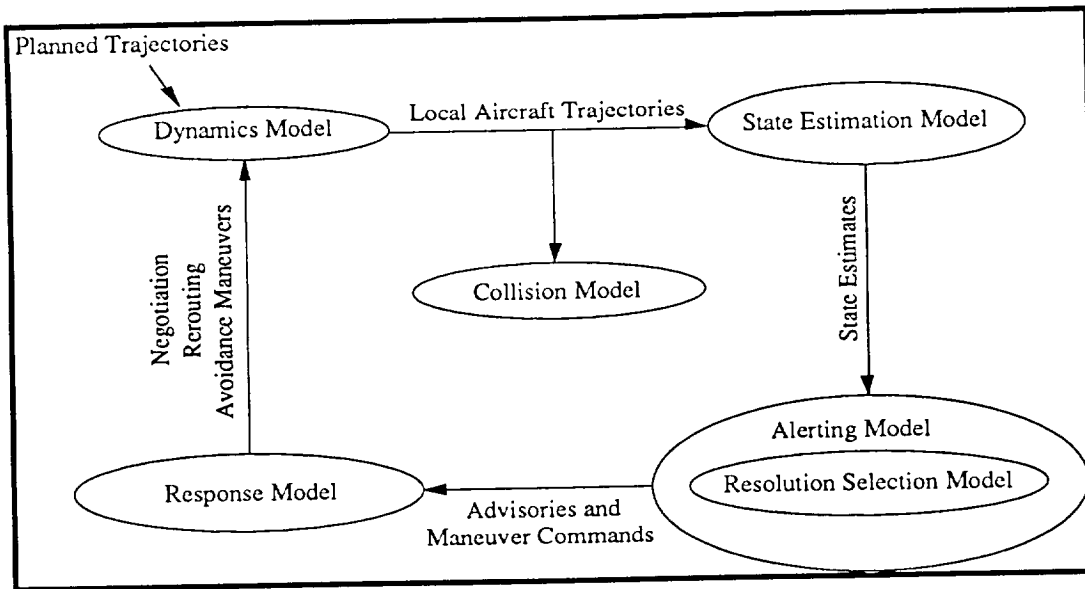 Planned Trajectories
Dynamics Model
Local Aircraft Trajectories
State Estimation Model
Negotiation
Rerouting
Avoidance Maneuvers
Collision Model
State Estimates
Alerting Model
Resolution Selection Model
Response Model
Advisories and
Maneuver Commands